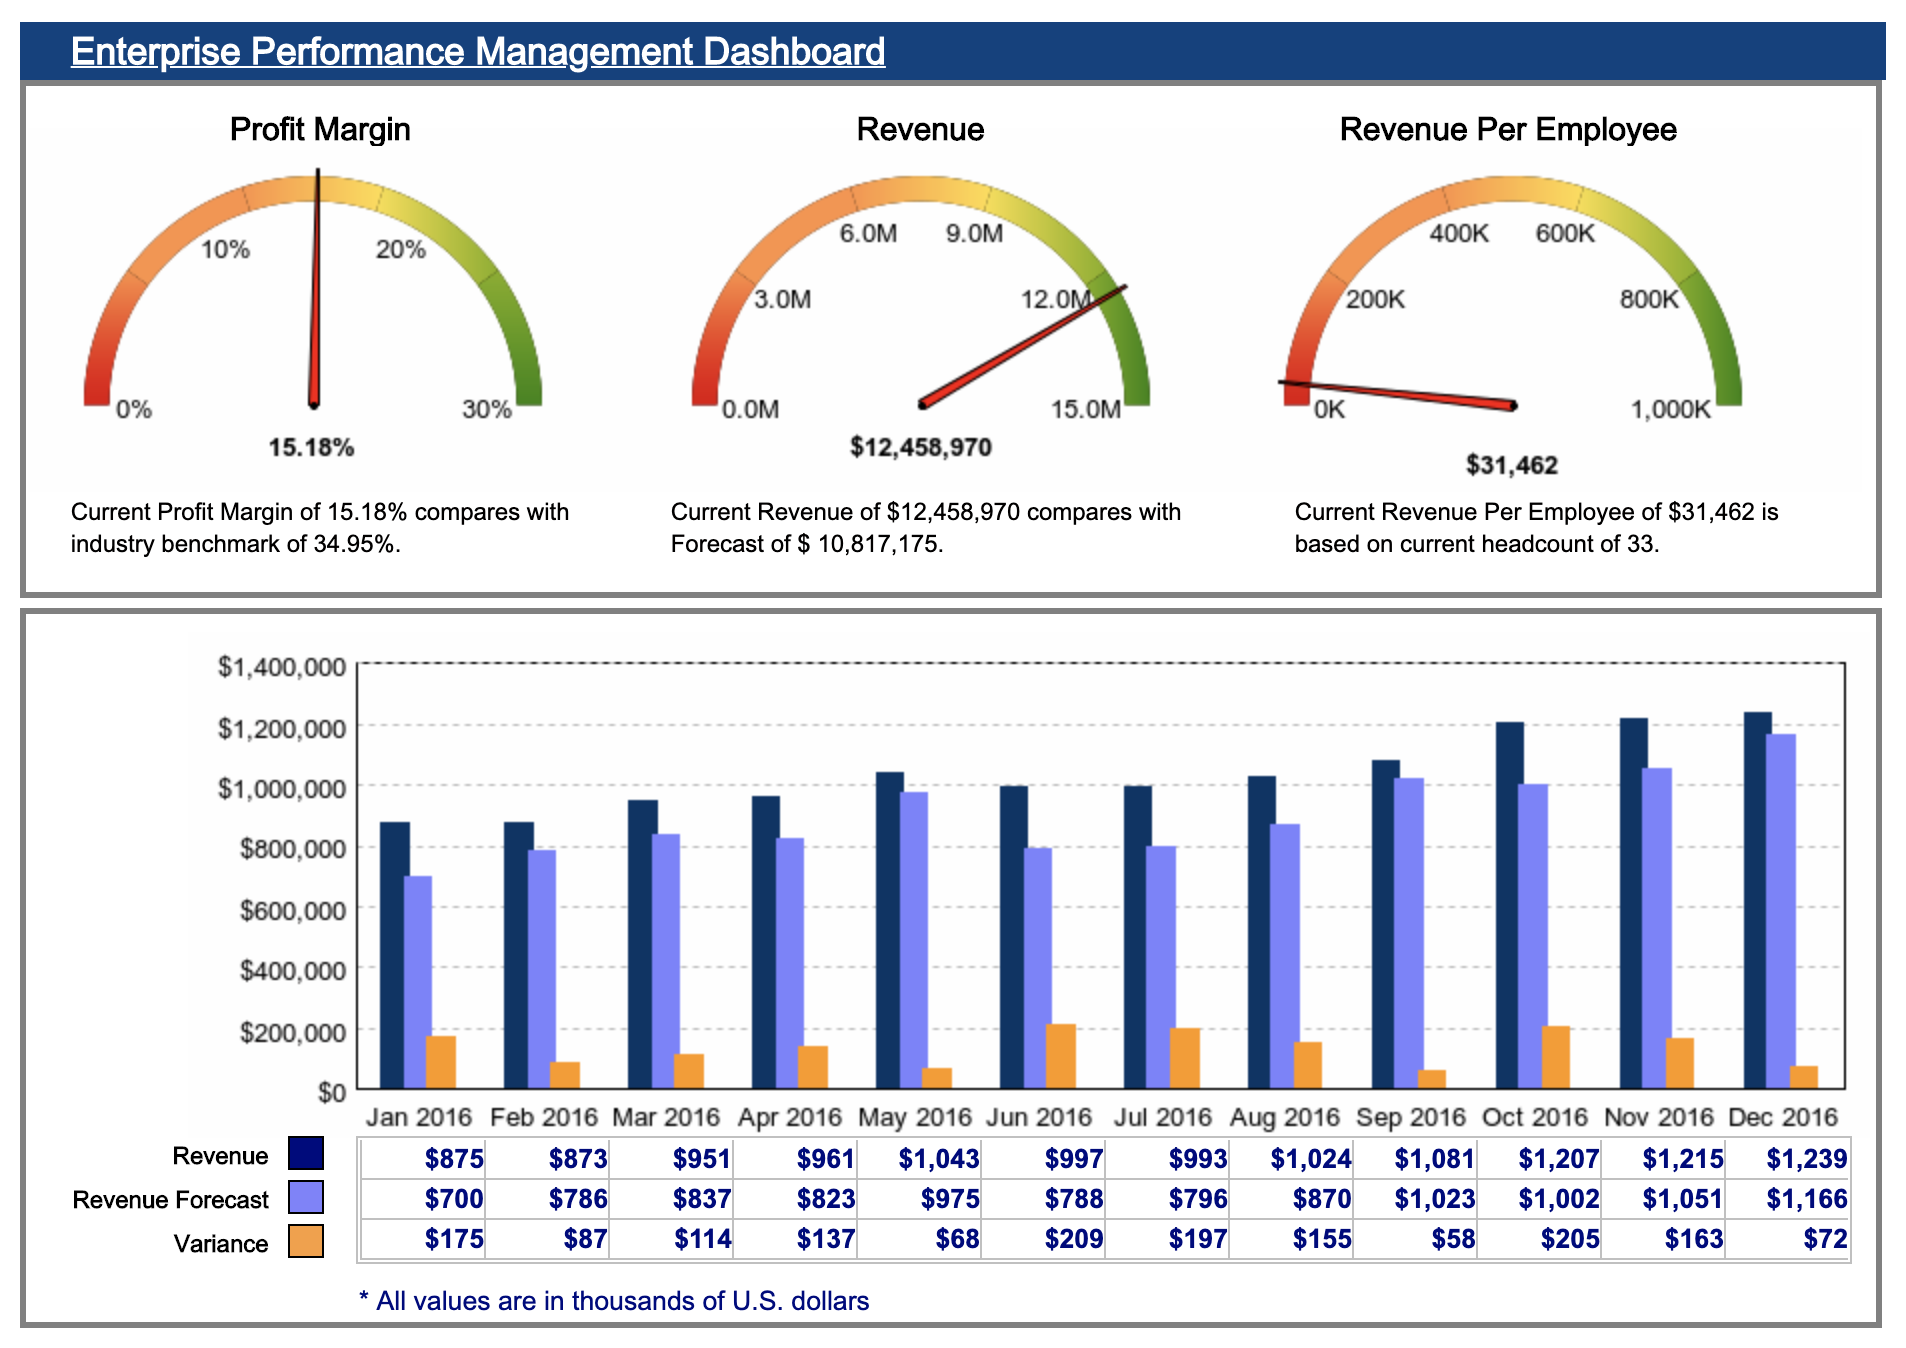 Enterprise Performance Management Dashboard
Profit Margin
10%
20%
0%
30%
15.18%
Current Profit Margin of 15.18% compares with
industry benchmark of 34.95%.
Revenue
6.0M
9.0M
3.0M
12.0M
0.0M
15.0M
$12,458,970
Current Revenue of $12,458,970 compares with
Forecast of $ 10,817,175.
Revenue Per Employee
400K
600K
200K
800K
0K
1,000K
$31,462
Current Revenue Per Employee of $31,462 is
based on current headcount of 33.
$1,400,000
$1,200,000
$1,000,000
$800,000
$600,000
$400,000
$200,000
$0
Jan 2016 Feb 2016 Mar 2016 Apr 2016 May 2016 Jun 2016 Jul 2016 Aug 2016 Sep 2016 Oct 2016 Nov 2016 Dec 2016
Revenue $875 $873 $951 $961 $1,043 $997 $993 $1,024 $1,081 $1,207 $1,215 $1,239
Revenue Forecast $700 $786 $837 $823 $975 $788 $796 $870 $1,023 $1,002 $1,051 $1,166
Variance $175 $87 $114 $137 $68 $209 $197 $155 $58 $205 $163 $72
* All values are in thousands of U.S. dollars